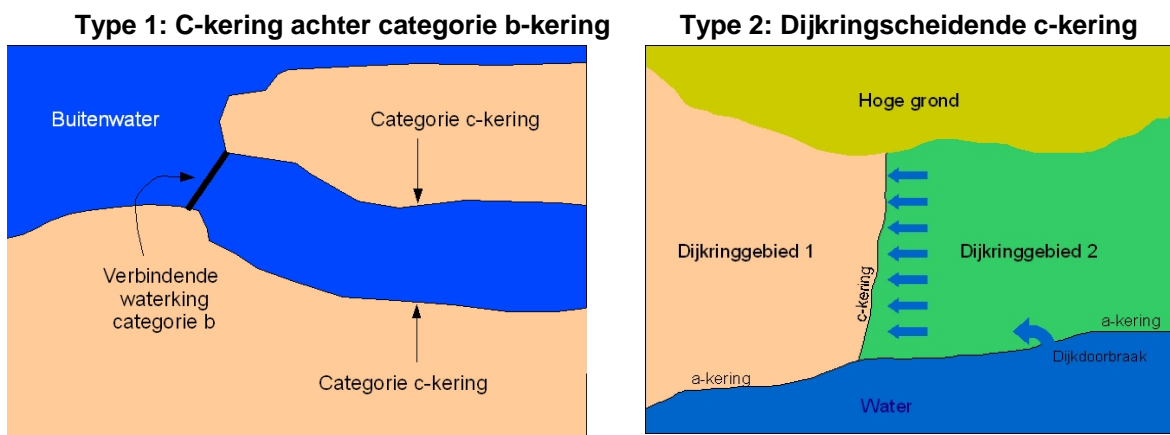 Type 1: C-kering achter categorie b-kering
Buitenwater
Categorie c-kering
Verbindende
waterking
categorie b
Categorie c-kering
Type 2: Dijkringscheidende c-kering
Hoge grond
Dijkringgebied 1
Dijkringgebied 2
c-kering
a-kering
Dijkdoorbraak
a-kering
Water